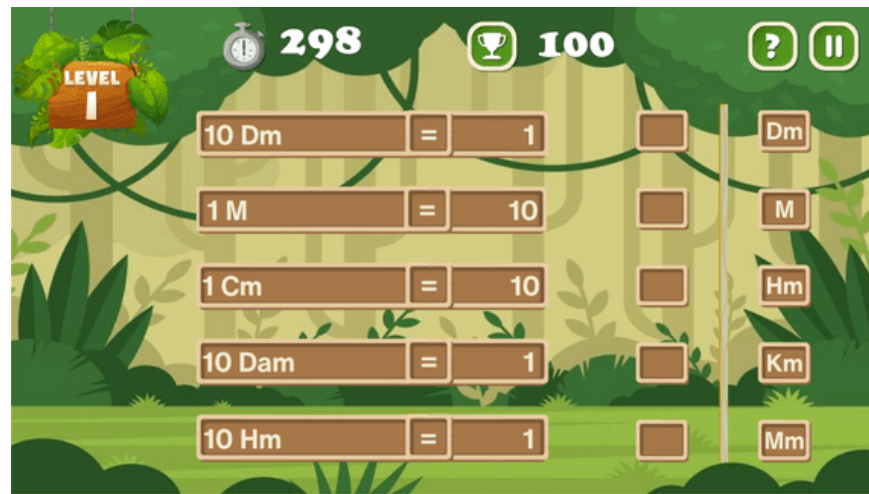 LEVEL
1
298
100
?
10 Dm = 1
Dm
1 M = 10
M
1 Cm = 10
Hm
10 Dam = 1
Km
10 Hm = 1
Mm